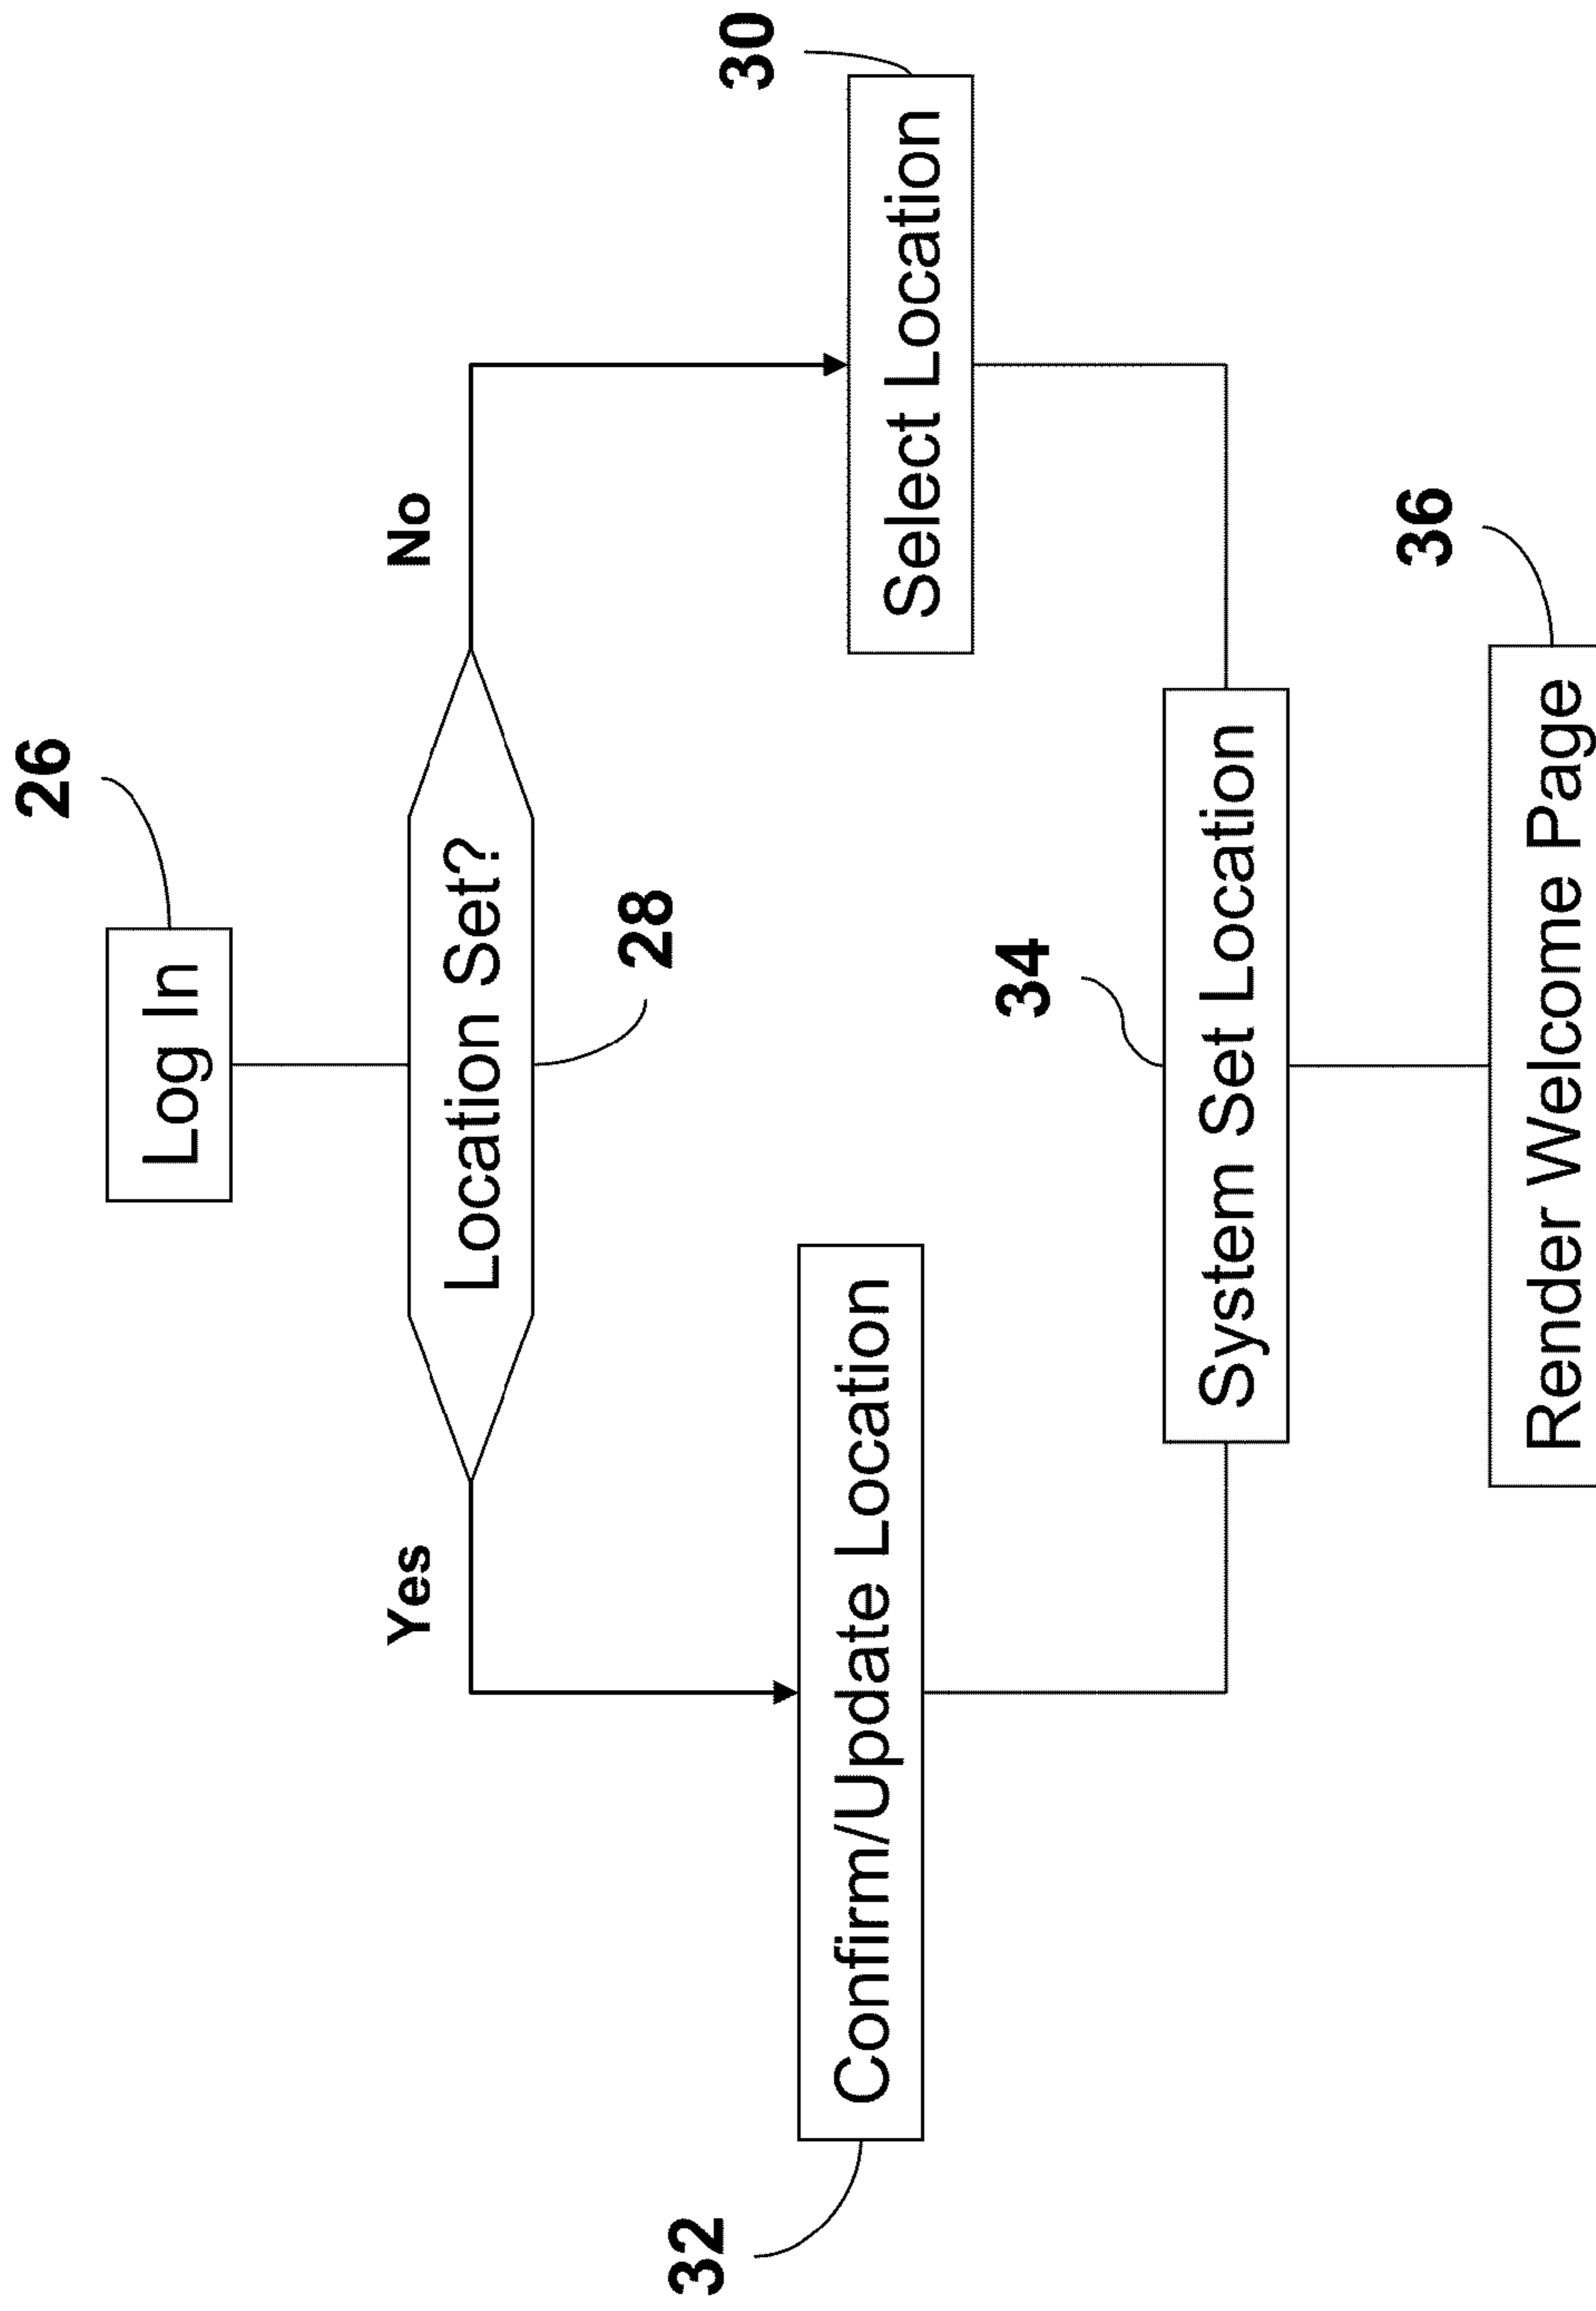 26
Log In
Yes
No
Location Set?
28
30
32
Confirm/Update Location
Select Location
34
System Set Location
36
Render Welcome Page